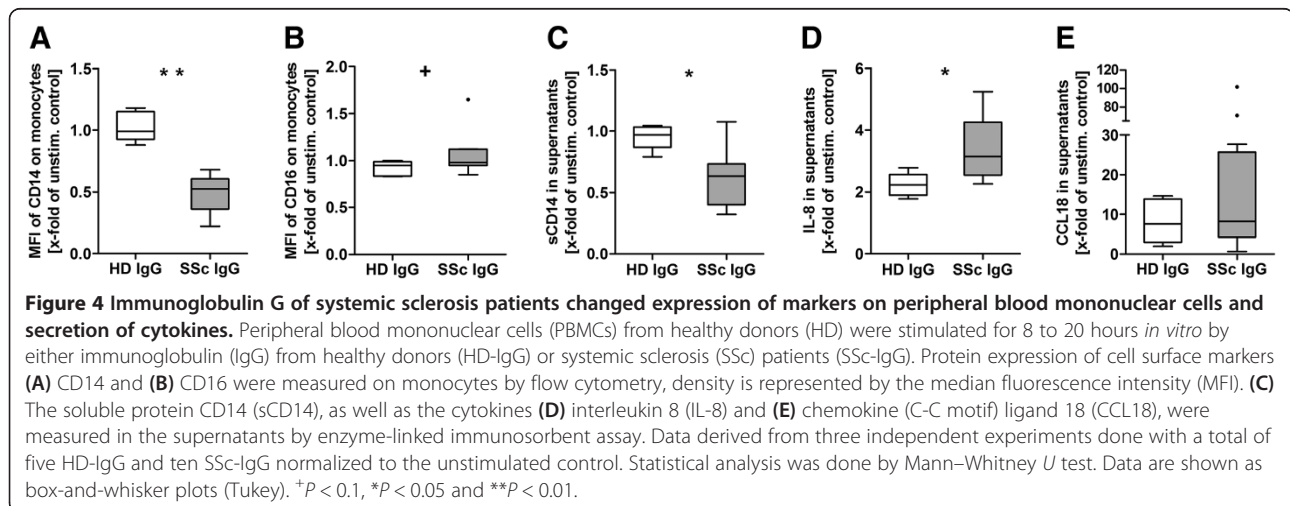 A
B
C
D
E
MFI of CD14 on monocytes
[x-fold of unstim. control]
1.5
1.0
0.5
0.0
* *
HD IgG SSc IgG
MFI of CD16 on monocytes
[x-fold of unstim. control]
2.0
1.5
1.0
0.5
0.0
+
HD IgG SSc IgG
sCD14 in supernatants
[x-fold of unstim. control]
1.5
1.0
0.5
0.0
*
HD IgG SSc IgG
IL-8 in supernatants
[x-fold of unstim. control]
6
4
2
0
*
HD IgG SSc IgG
CCL18 in supernatants
[x-fold of unstim. control]
120
100
80
60
30
20
10
0
HD IgG SSc IgG
Figure 4 Immunoglobulin G of systemic sclerosis patients changed expression of markers on peripheral blood mononuclear cells and
secretion of cytokines. Peripheral blood mononuclear cells (PBMCs) from healthy donors (HD) were stimulated for 8 to 20 hours in vitro by
either immunoglobulin (IgG) from healthy donors (HD-IgG) or systemic sclerosis (SSc) patients (SSc-IgG). Protein expression of cell surface markers
(A) CD14 and (B) CD16 were measured on monocytes by flow cytometry, density is represented by the median fluorescence intensity (MFI). (C)
The soluble protein CD14 (sCD14), as well as the cytokines (D) interleukin 8 (IL-8) and (E) chemokine (C-C motif) ligand 18 (CCL18), were
measured in the supernatants by enzyme-linked immunosorbent assay. Data derived from three independent experiments done with a total of
five HD-IgG and ten SSc-IgG normalized to the unstimulated control. Statistical analysis was done by Mann–Whitney U test. Data are shown as
box-and-whisker plots (Tukey). +P < 0.1, *P < 0.05 and **P < 0.01.